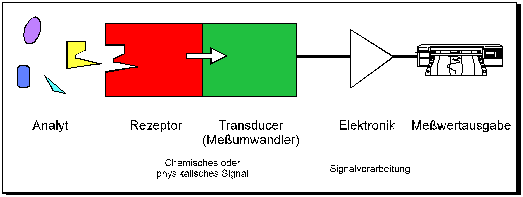 Analyt Rezeptor Transducer Elektronik Meßwertausgabe
(Meßumwandler)
Chemisches oder
physikalisches Signal
Signalverarbeitung